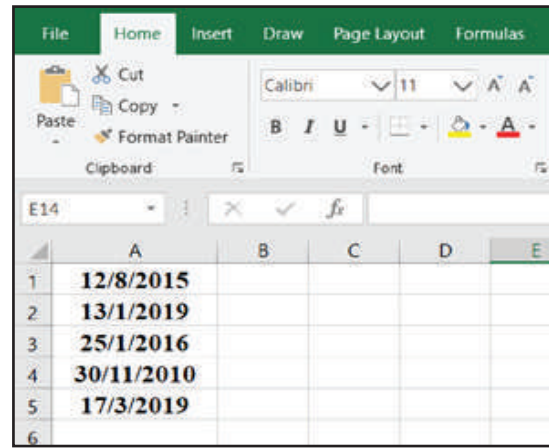 File Home Insert Draw Page Layout Formulas
Cut
Copy
Paste
Format Painter
Calibri 11 A A
B I U A
Clipboard Font
E14 fx
A B C D E
1 12/8/2015
2 13/1/2019
3 25/1/2016
4 30/11/2010
5 17/3/2019
6